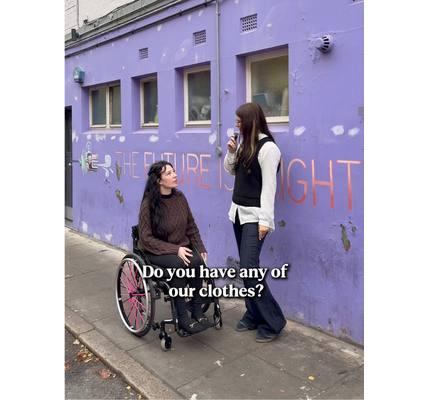 THE FUTURE IS IGHT
Do you have any of
our clothes?